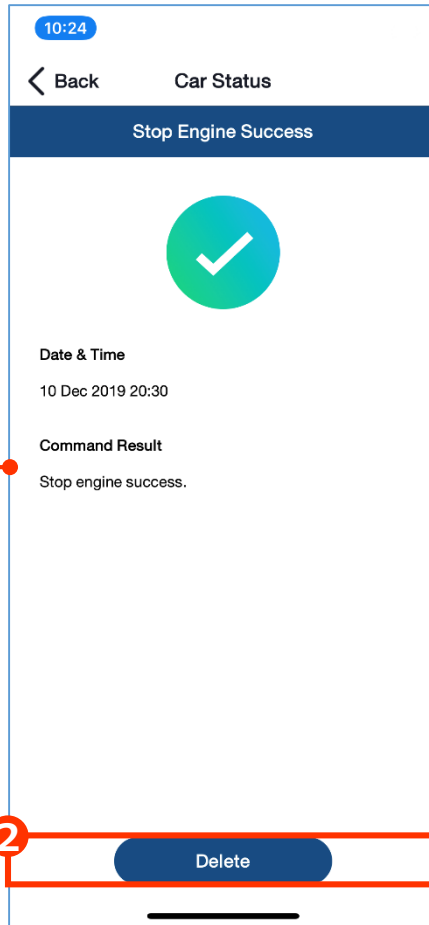 10:24
Back Car Status
Stop Engine Success
Date & Time
10 Dec 2019 20:30
Command Result
Stop engine success.
2
Delete